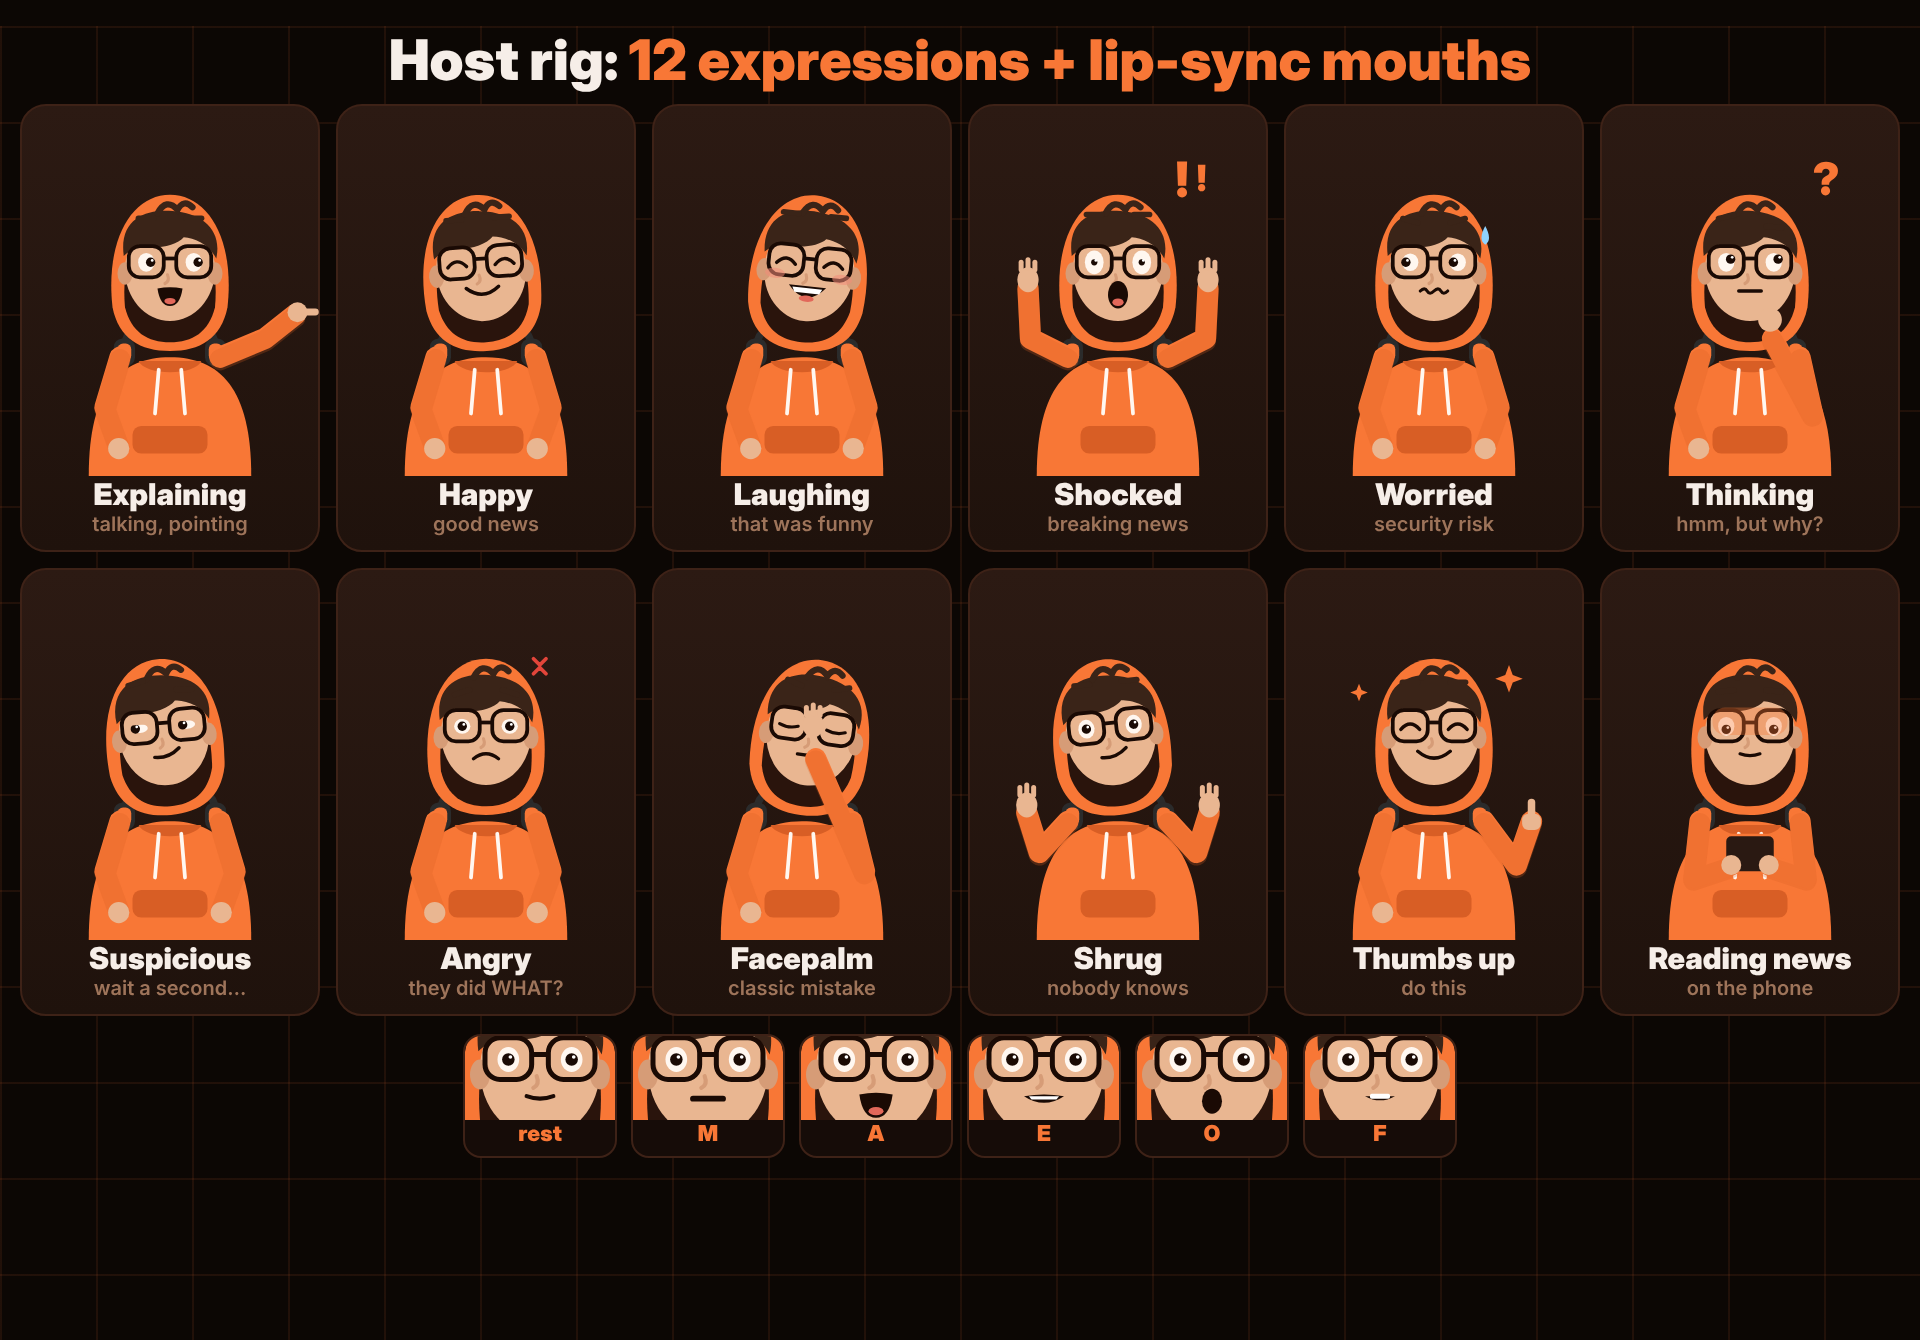 Host rig: 12 expressions + lip-sync mouths
!!
?
Explaining
talking, pointing
Happy
good news
Laughing
that was funny
Shocked
breaking news
Worried
security risk
Thinking
hmm, but why?
Suspicious
wait a second...
Angry
they did WHAT?
Facepalm
classic mistake
Shrug
nobody knows
Thumbs up
do this
Reading news
on the phone
rest
M
A
E
O
F